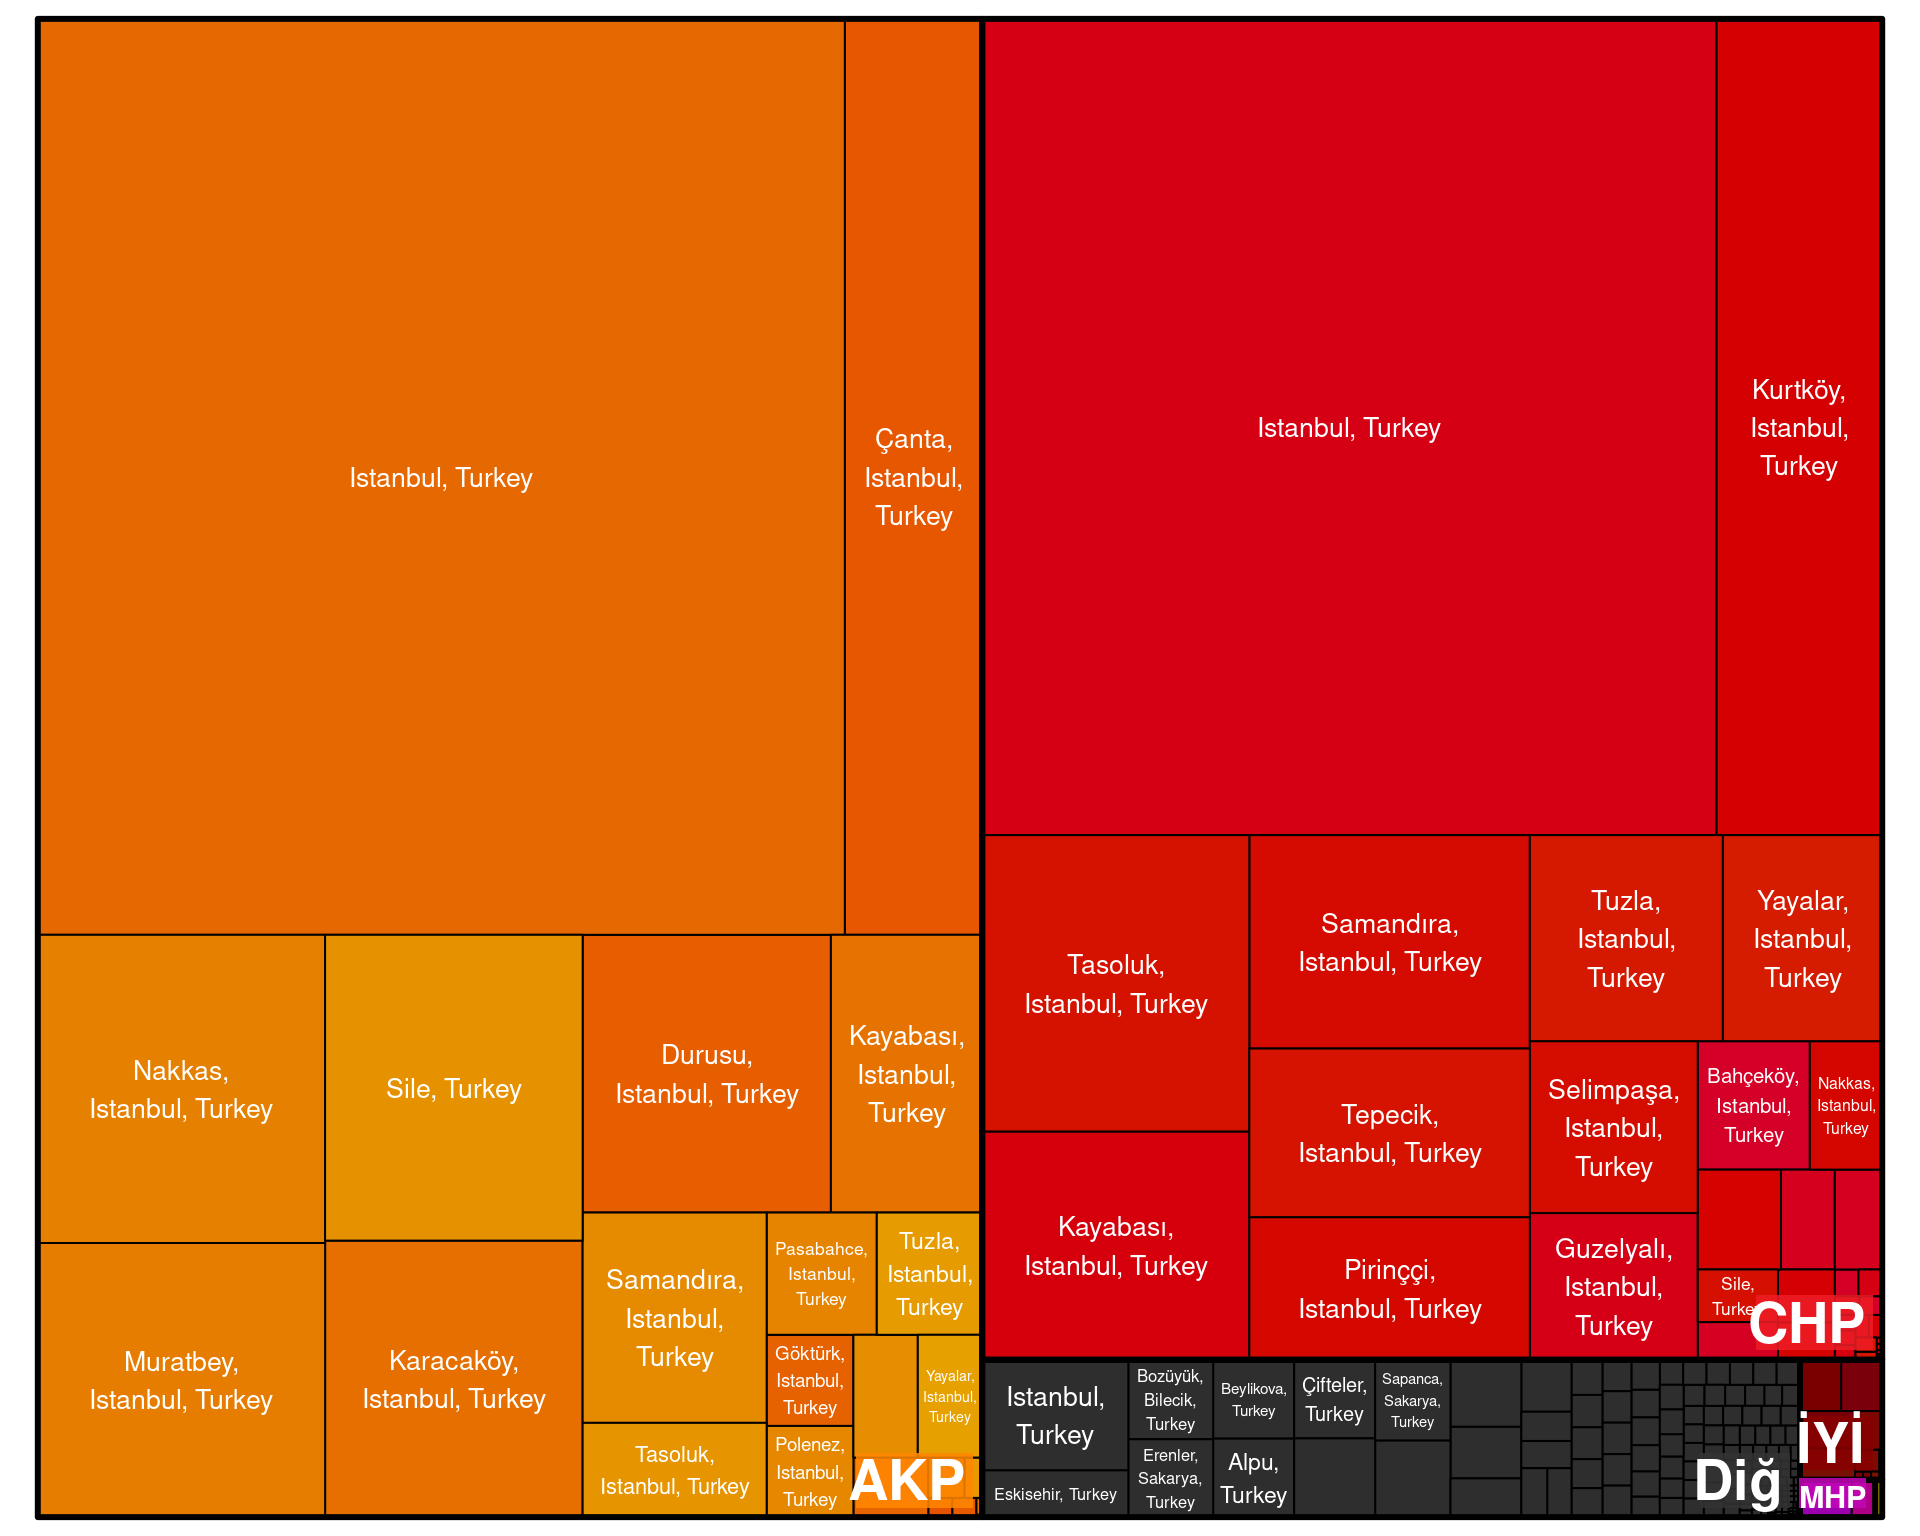 Istanbul, Turkey
Çanta,
Istanbul,
Turkey
Nakkas,
Istanbul, Turkey
Sile, Turkey
Durusu,
Istanbul, Turkey
Kayabası,
Istanbul,
Turkey
Muratbey,
Istanbul, Turkey
Karacaköy,
Istanbul, Turkey
Samandıra,
Istanbul,
Turkey
Tasoluk,
Istanbul, Turkey
Pasabahce,
Istanbul,
Turkey
Tuzla,
Istanbul,
Turkey
Göktürk,
Istanbul,
Turkey
Yayalar,
Istanbul,
Turkey
Polenez,
Istanbul,
Turkey
AKP
Istanbul, Turkey
Kurtköy,
Istanbul,
Turkey
Tasoluk,
Istanbul, Turkey
Samandıra,
Istanbul, Turkey
Tuzla,
Istanbul,
Turkey
Yayalar,
Istanbul,
Turkey
Kayabası,
Istanbul, Turkey
Tepecik,
Istanbul, Turkey
Pirinççi,
Istanbul, Turkey
Selimpaşa,
Istanbul,
Turkey
Bahçeköy,
Istanbul,
Turkey
Nakkas,
Istanbul,
Turkey
Guzelyalı,
Istanbul,
Turkey
Sile,
Turkey
CHP
Istanbul,
Turkey
Eskisehir, Turkey
Bozüyük,
Bilecik,
Turkey
Erenler,
Sakarya,
Turkey
Beylikova,
Turkey
Alpu,
Turkey
Çifteler,
Turkey
Sapanca,
Sakarya,
Turkey
Diğ
İYİ
MHP